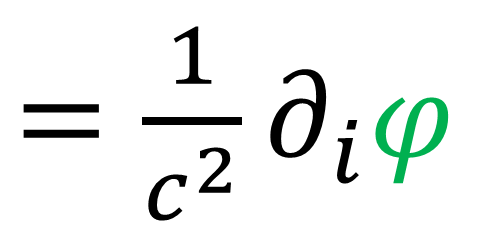 = 1/c² ∂ᵢφ